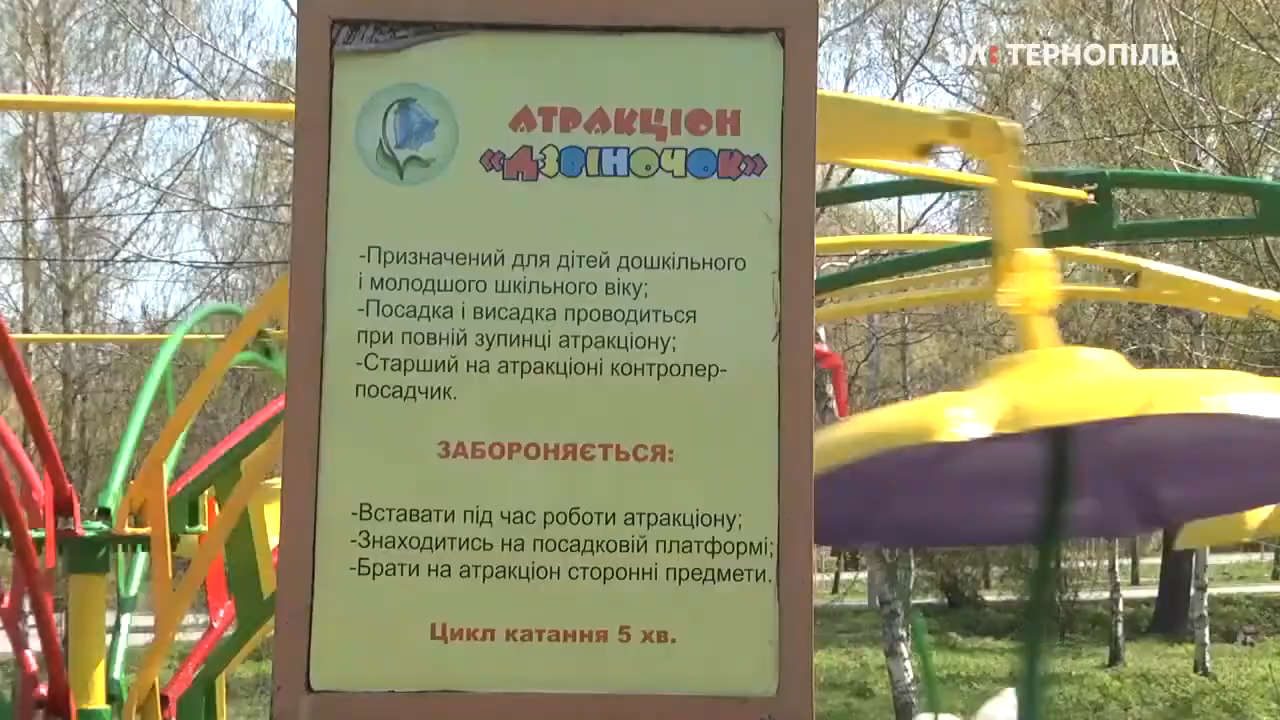 UA: ТЕРНОПІЛЬ
АТРАКЦІОН
«ДЗВІНОЧОК»
-Призначений для дітей дошкільного
і молодшого шкільного віку;
-Посадка і висадка проводиться
при повній зупинці атракціону;
-Старший на атракціоні контролер-
посадчик.
ЗАБОРОНЯЄТЬСЯ:
-Вставати під час роботи атракціону;
-Знаходитись на посадковій платформі;
-Брати на атракціон сторонні предмети.
Цикл катання 5 хв.